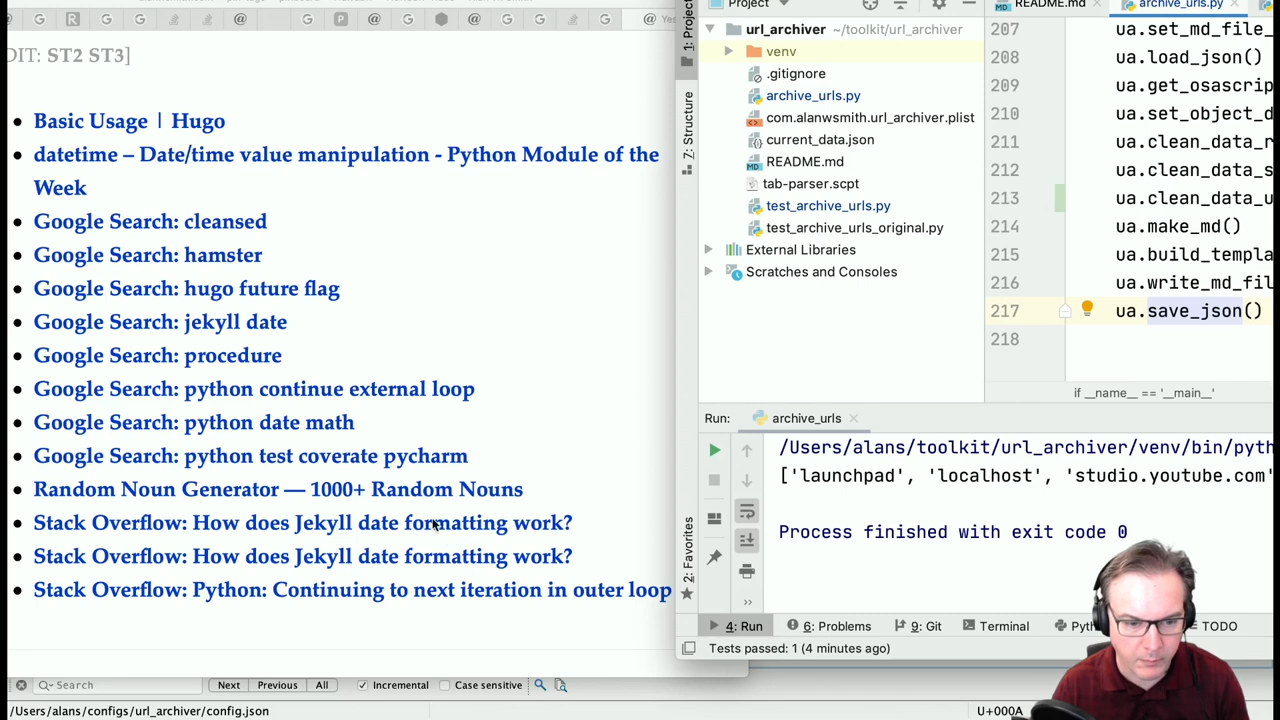 DIT: ST2 ST3]
Basic Usage | Hugo
datetime – Date/time value manipulation - Python Module of the
Week
Google Search: cleansed
Google Search: hamster
Google Search: hugo future flag
Google Search: jekyll date
Google Search: procedure
Google Search: python continue external loop
Google Search: python date math
Google Search: python test coverate pycharm
Random Noun Generator — 1000+ Random Nouns
Stack Overflow: How does Jekyll date formatting work?
Stack Overflow: How does Jekyll date formatting work?
Stack Overflow: Python: Continuing to next iteration in outer loop
Search
Next
Previous
All
Incremental
Case sensitive
/Users/alans/configs/url_archiver/config.json
U+000A
Project
1: Project
7: Structure
2: Favorites
url_archiver ~/toolkit/url_archiver
venv
.gitignore
archive_urls.py
com.alanwsmith.url_archiver.plist
current_data.json
README.md
tab-parser.scpt
test_archive_urls.py
test_archive_urls_original.py
External Libraries
Scratches and Consoles
README.md
archive_urls.py
207 ua.set_md_file_
208 ua.load_json()
209 ua.get_osascrip
210 ua.set_object_d
211 ua.clean_data_r
212 ua.clean_data_s
213 ua.clean_data_u
214 ua.make_md()
215 ua.build_templa
216 ua.write_md_fil
217 ua.save_json()
218
if __name__ == '__main__'
Run: archive_urls
/Users/alans/toolkit/url_archiver/venv/bin/pyth
['launchpad', 'localhost', 'studio.youtube.com'
Process finished with exit code 0
4: Run
6: Problems
9: Git
Terminal
Pyth
TODO
Tests passed: 1 (4 minutes ago)